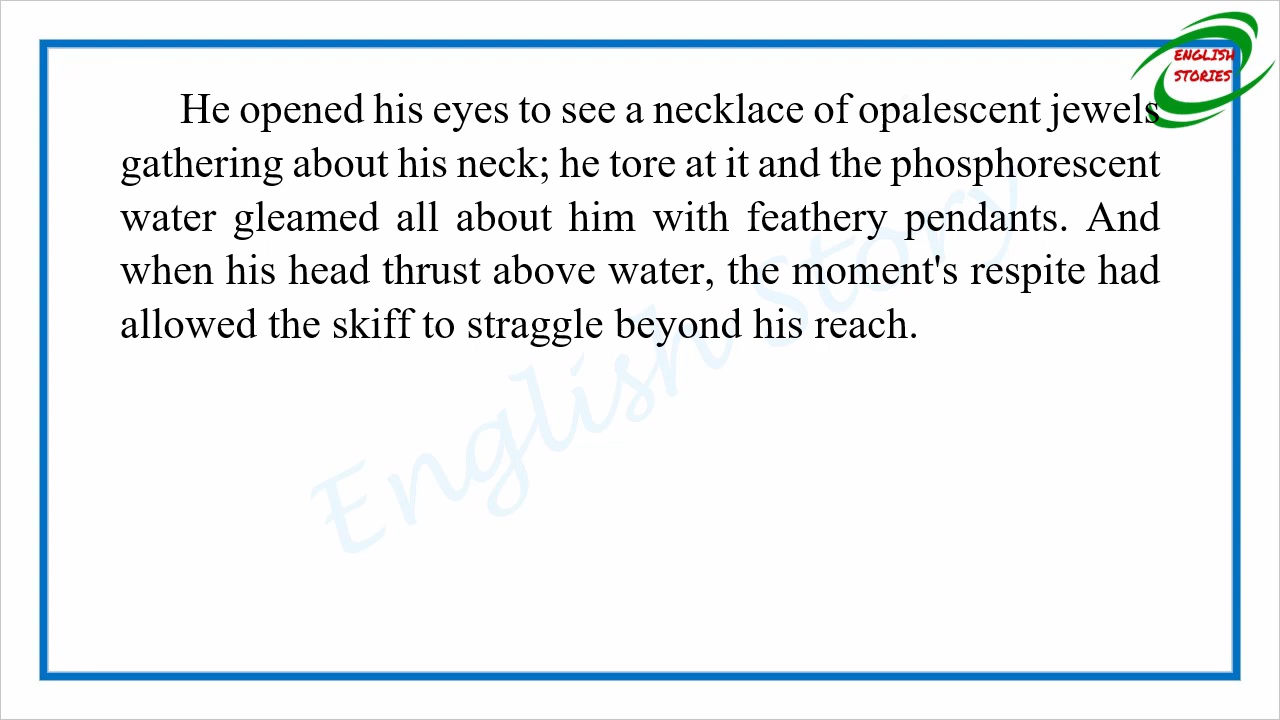 ENGLISH
STORIES
He opened his eyes to see a necklace of opalescent jewels
gathering about his neck; he tore at it and the phosphorescent
water gleamed all about him with feathery pendants. And
when his head thrust above water, the moment's respite had
allowed the skiff to straggle beyond his reach.
English Story